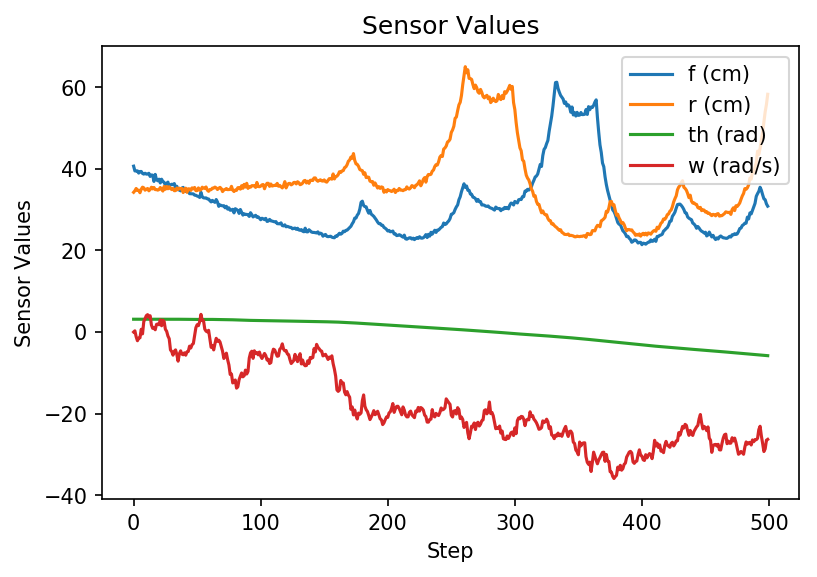 Sensor Values
f (cm)
r (cm)
th (rad)
w (rad/s)
Sensor Values
60
40
20
0
−20
−40
0 100 200 300 400 500
Step